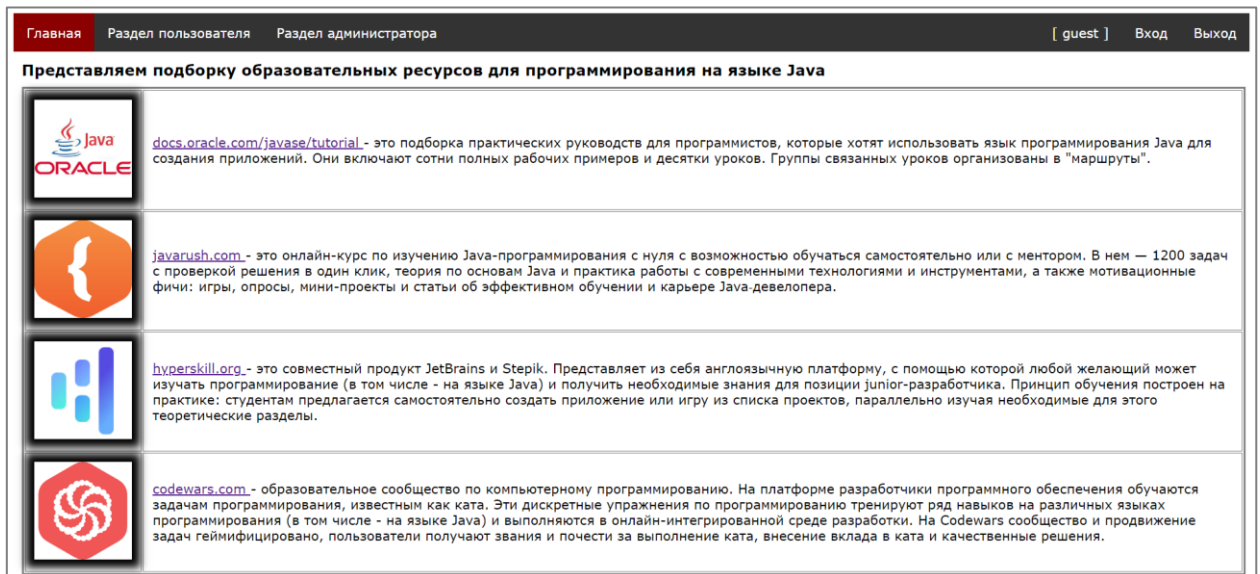 Главная Раздел пользователя Раздел администратора [ guest ] Вход Выход
Представляем подборку образовательных ресурсов для программирования на языке Java
Java
ORACLE
docs.oracle.com/javase/tutorial - это подборка практических руководств для программистов, которые хотят использовать язык программирования Java для
создания приложений. Они включают сотни полных рабочих примеров и десятки уроков. Группы связанных уроков организованы в "маршруты".
javarush.com - это онлайн-курс по изучению Java-программирования с нуля с возможностью обучаться самостоятельно или с ментором. В нем — 1200 задач
с проверкой решения в один клик, теория по основам Java и практика работы с современными технологиями и инструментами, а также мотивационные
фичи: игры, опросы, мини-проекты и статьи об эффективном обучении и карьере Java-девелопера.
hyperskill.org - это совместный продукт JetBrains и Stepik. Представляет из себя англоязычную платформу, с помощью которой любой желающий может
изучать программирование (в том числе - на языке Java) и получить необходимые знания для позиции junior-разработчика. Принцип обучения построен на
практике: студентам предлагается самостоятельно создать приложение или игру из списка проектов, параллельно изучая необходимые для этого
теоретические разделы.
codewars.com - образовательное сообщество по компьютерному программированию. На платформе разработчики программного обеспечения обучаются
задачам программирования, известным как ката. Эти дискретные упражнения по программированию тренируют ряд навыков на различных языках
программирования (в том числе - на языке Java) и выполняются в онлайн-интегрированной среде разработки. На Codewars сообщество и продвижение
задач геймифицировано, пользователи получают звания и почести за выполнение ката, внесение вклада в ката и качественные решения.